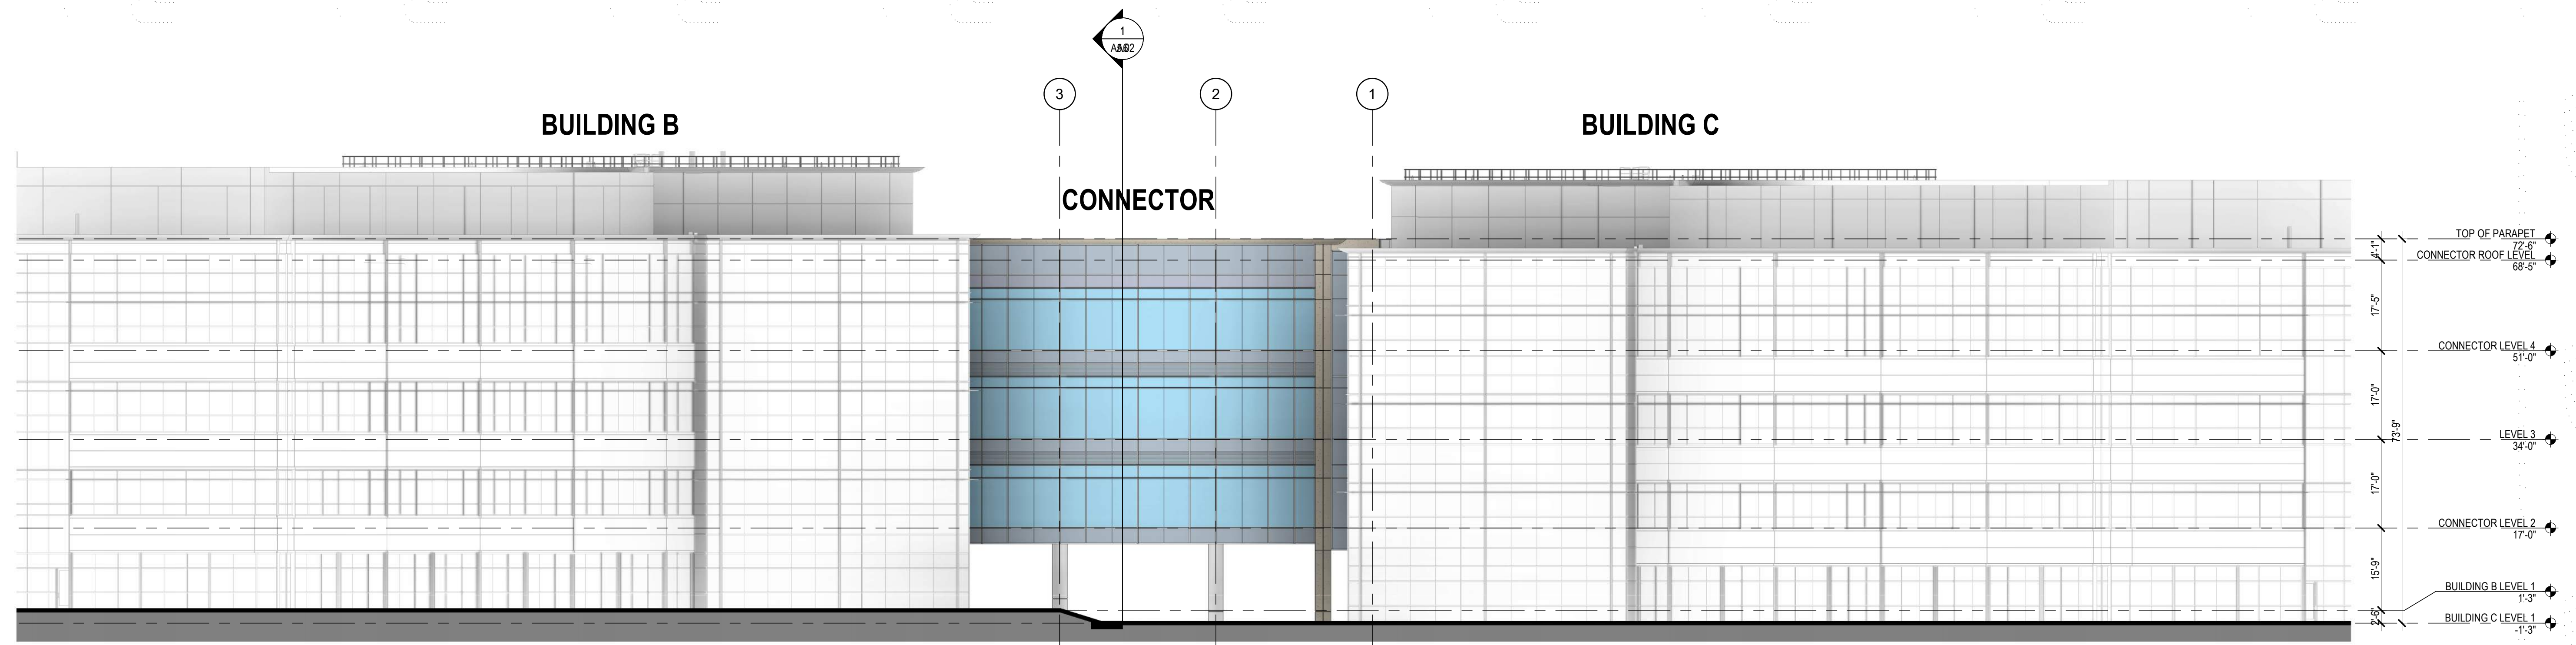 1
3
2
1
BUILDING B
BUILDING C
CONNECTOR
TOP OF PARAPET
72'-6"
CONNECTOR ROOF LEVEL
68'-5"
CONNECTOR LEVEL 4
51'-0"
LEVEL 3
34'-0"
CONNECTOR LEVEL 2
17'-0"
BUILDING B LEVEL 1
1'-3"
BUILDING C LEVEL 1
-1'-3"
4'-1"
17'-5"
17'-0"
17'-0"
15'-9"
2'-6"
73'-9"